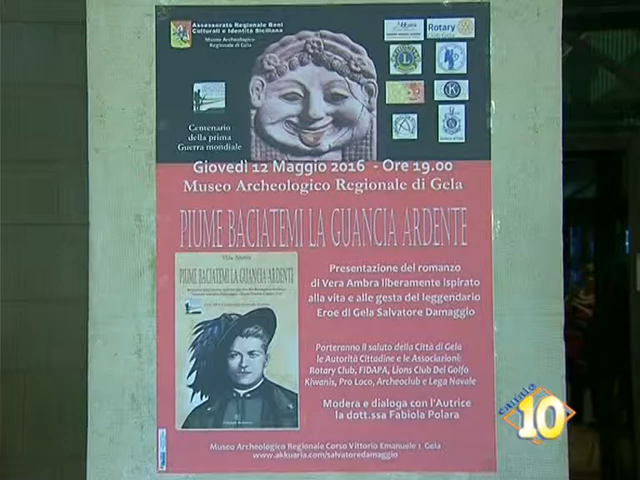 Assessorato Regionale Beni
Culturali e Identità Siciliana
Museo Archeologico
Regionale di Gela
Rotary
Club Gela
Centenario
della prima
Guerra mondiale
Giovedì 12 Maggio 2016 - Ore 19.00
Museo Archeologico Regionale di Gela
PIUME BACIATEMI LA GUANCIA ARDENTE
Vera Ambra
PIUME BACIATEMI LA GUANCIA ARDENTE
Presentazione del romanzo
di Vera Ambra liberamente ispirato
alla vita e alle gesta del leggendario
Eroe di Gela Salvatore Damaggio
Porteranno il saluto della Città di Gela
le Autorità Cittadine e le Associazioni:
Rotary Club, FIDAPA, Lions Club Del Golfo
Kiwanis, Pro Loco, Archeoclub e Lega Navale
Modera e dialoga con l'Autrice
la dott.ssa Fabiola Polara
Museo Archeologico Regionale Corso Vittorio Emanuele 1 Gela
www.akkuaria.com/salvatoredamaggio
canale
10